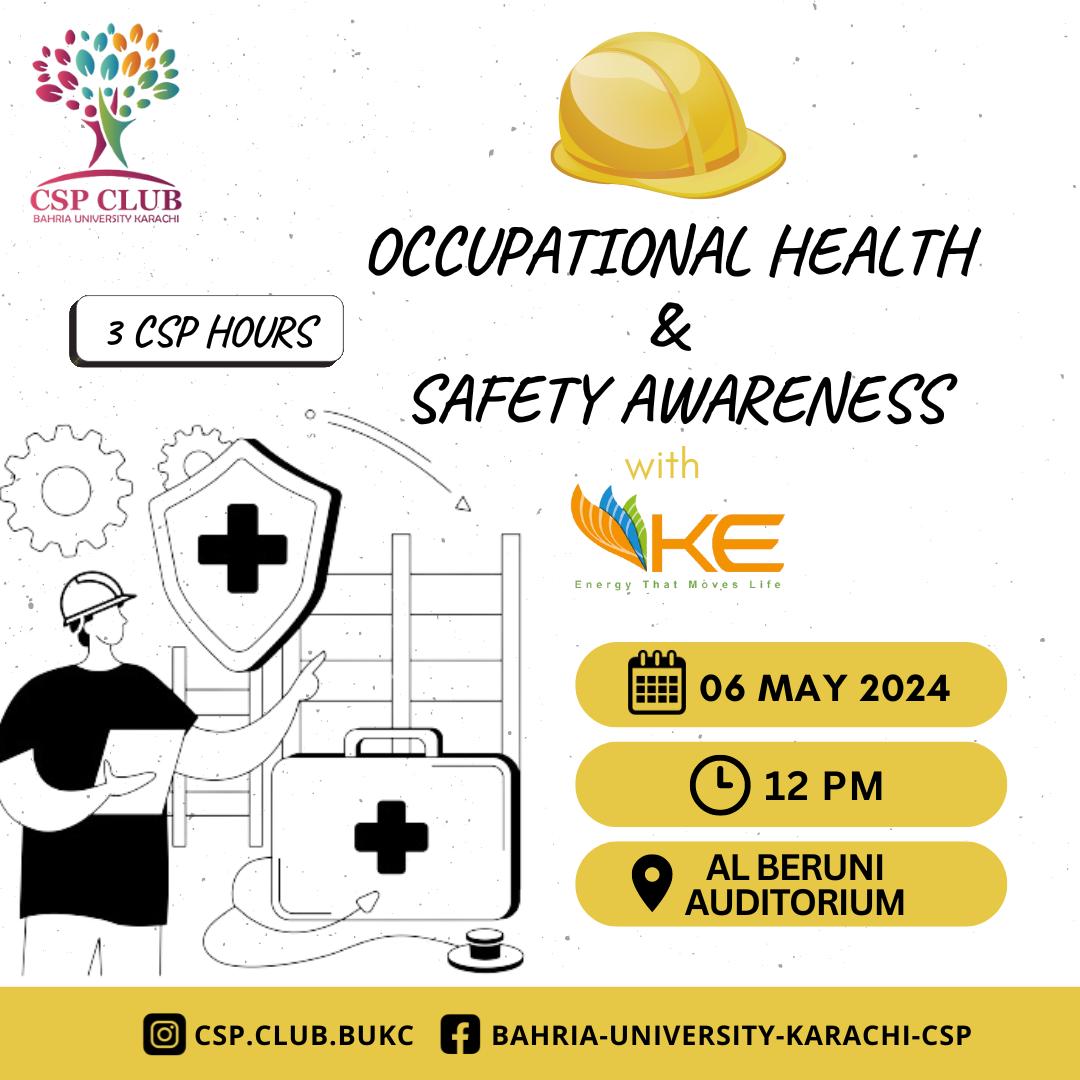 CSP CLUB
BAHRIA UNIVERSITY KARACHI
OCCUPATIONAL HEALTH
&
SAFETY AWARENESS
3 CSP HOURS
with
KE
Energy That Moves Life
06 MAY 2024
12 PM
AL BERUNI
AUDITORIUM
CSP.CLUB.BUKC
BAHRIA-UNIVERSITY-KARACHI-CSP